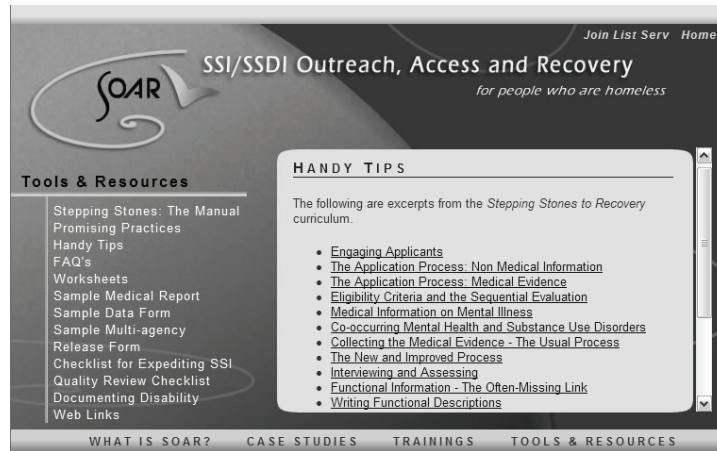 Join List Serv Home
SOAR
SSI/SSDI Outreach, Access and Recovery
for people who are homeless
Tools & Resources
Stepping Stones: The Manual
Promising Practices
Handy Tips
FAQ's
Worksheets
Sample Medical Report
Sample Data Form
Sample Multi-agency
Release Form
Checklist for Expediting SSI
Quality Review Checklist
Documenting Disability
Web Links
HANDY TIPS
The following are excerpts from the Stepping Stones to Recovery
curriculum.
• Engaging Applicants
• The Application Process: Non Medical Information
• The Application Process: Medical Evidence
• Eligibility Criteria and the Sequential Evaluation
• Medical Information on Mental Illness
• Co-occurring Mental Health and Substance Use Disorders
• Collecting the Medical Evidence - The Usual Process
• The New and Improved Process
• Interviewing and Assessing
• Functional Information - The Often-Missing Link
• Writing Functional Descriptions
WHAT IS SOAR? CASE STUDIES TRAININGS TOOLS & RESOURCES